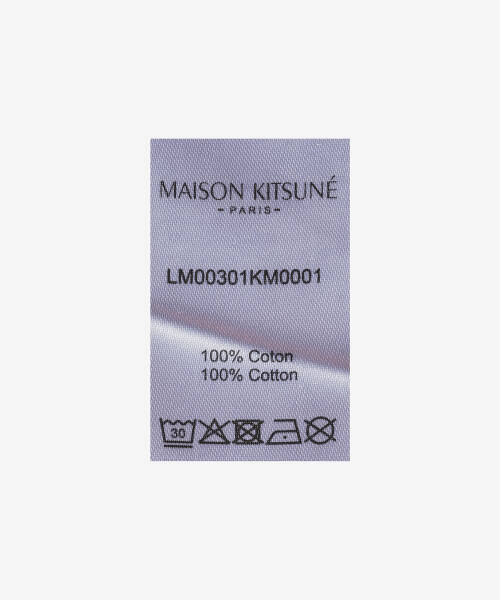 MAISON KITSUNÉ
- PARIS -
LM00301KM0001
100% Coton
100% Cotton
30